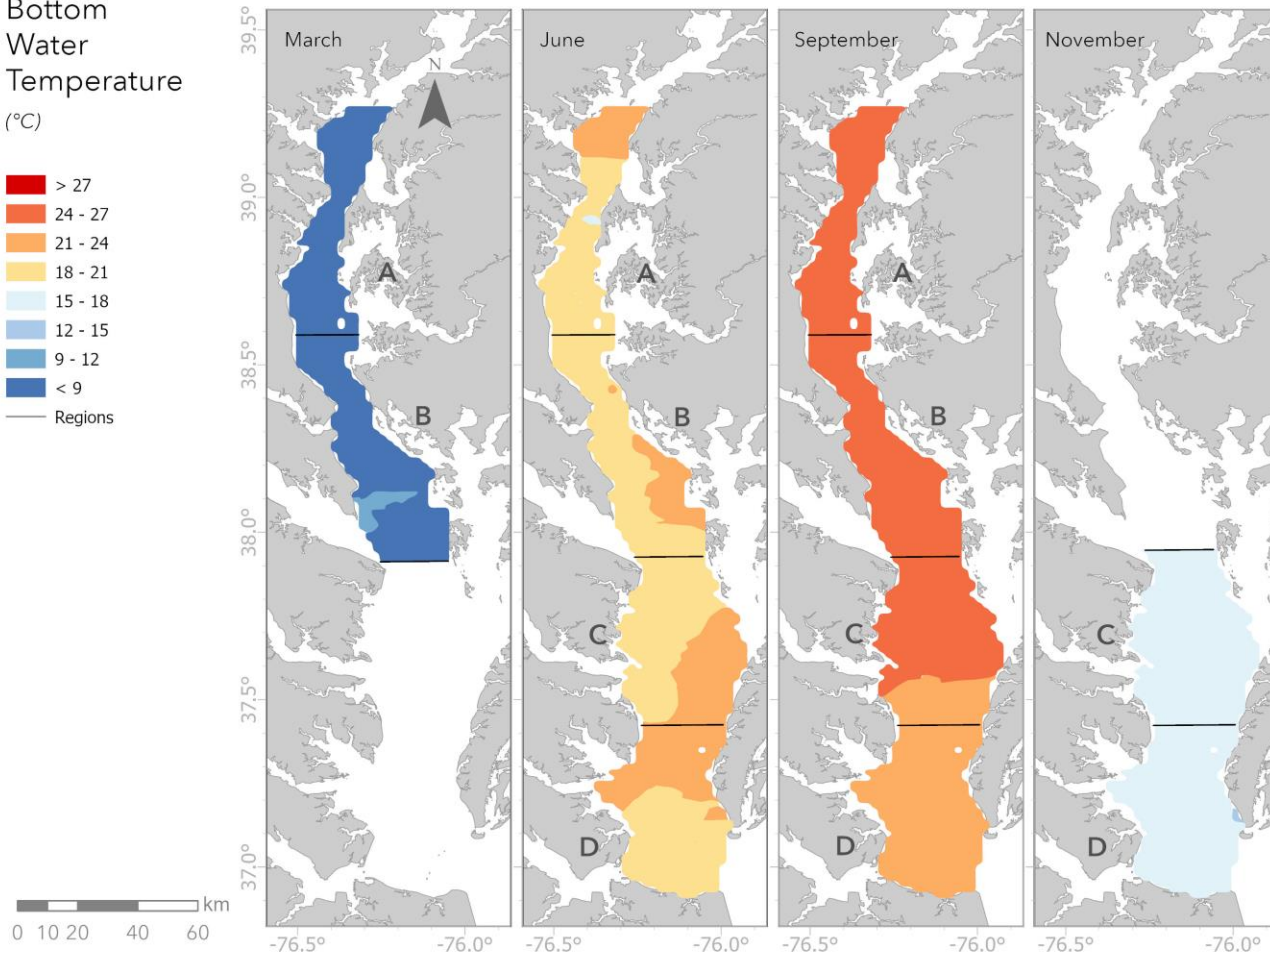 Bottom
Water
Temperature
(°C)
> 27
24 - 27
21 - 24
18 - 21
15 - 18
12 - 15
9 - 12
< 9
Regions
0 10 20 40 60 km
March
N
A
B
June
A
B
C
D
September
A
B
C
D
November
C
D
39.5°
39.0°
38.5°
38.0°
37.5°
37.0°
-76.5° -76.0° -76.5° -76.0° -76.5° -76.0° -76.5° -76.0°